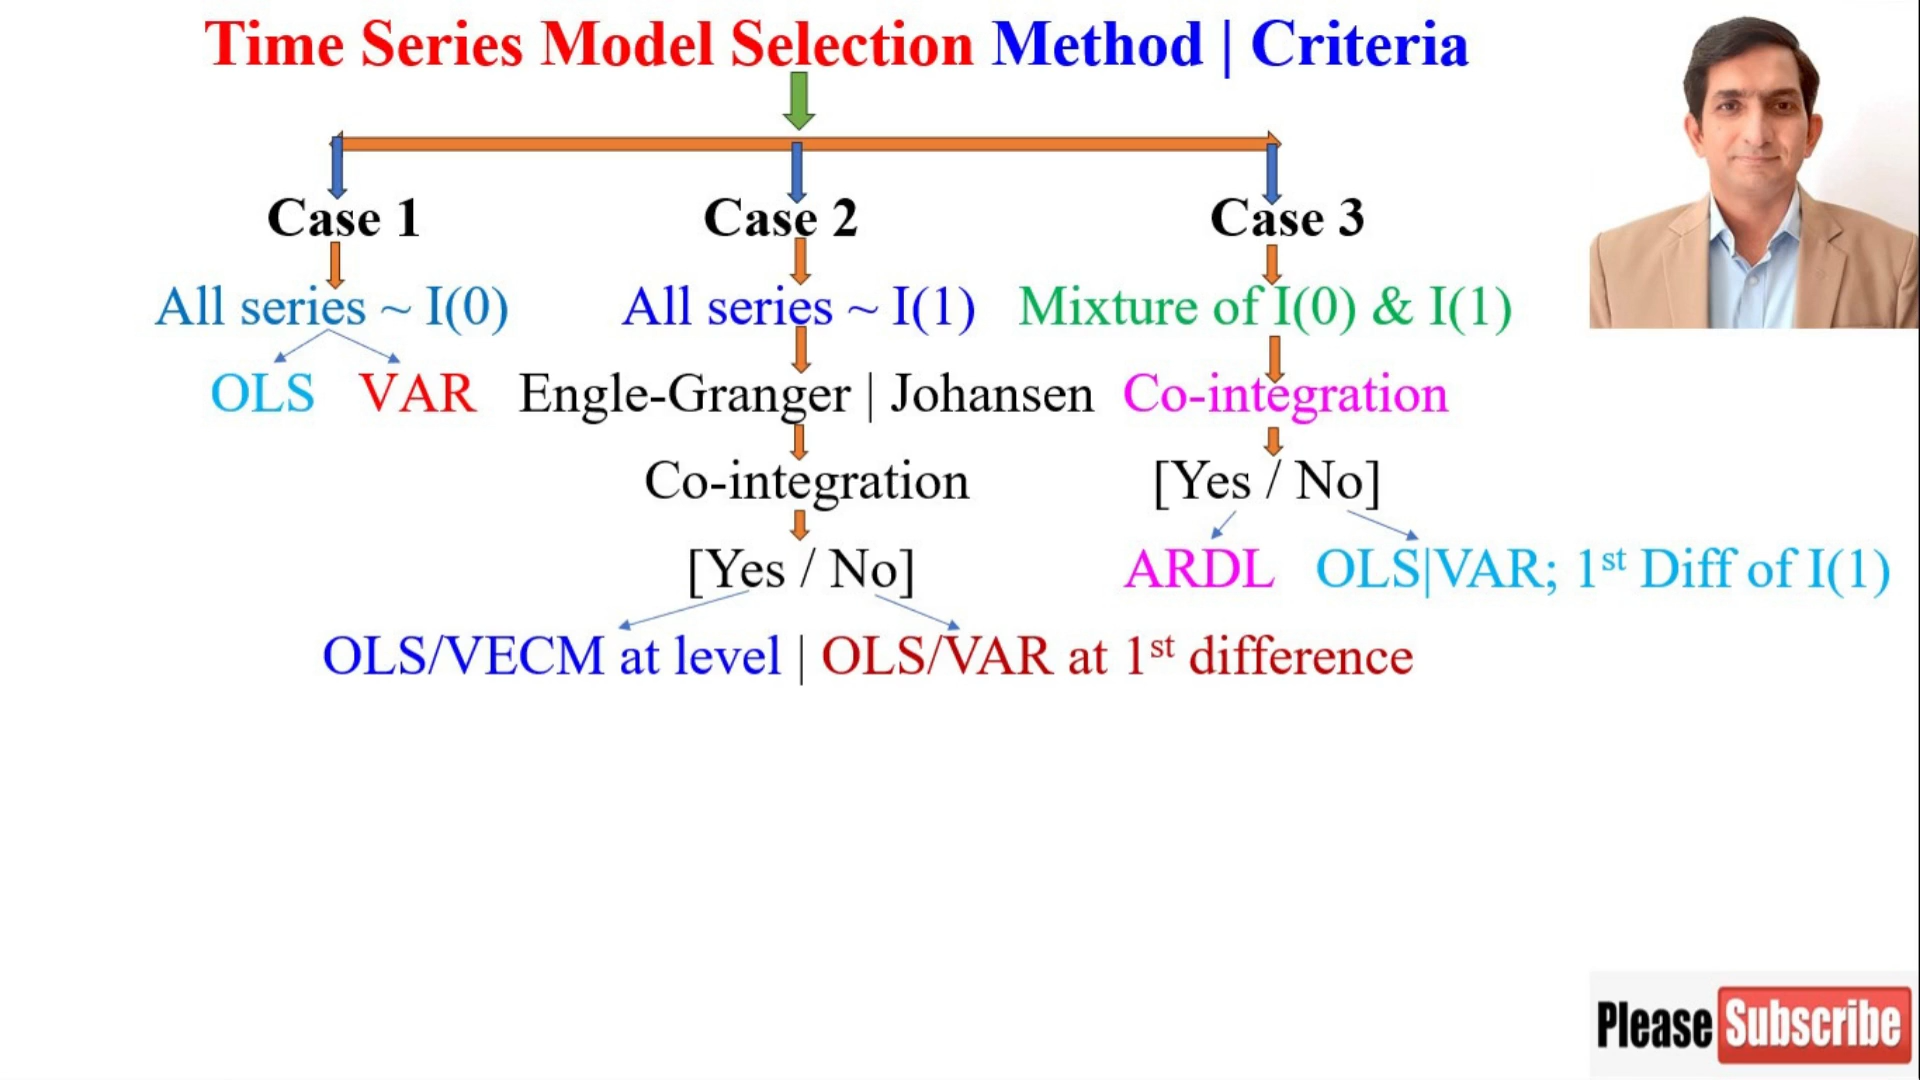 Time Series Model Selection Method | Criteria
Case 1
Case 2
Case 3
All series ~ I(0)
All series ~ I(1)
Mixture of I(0) & I(1)
OLS VAR
Engle-Granger | Johansen
Co-integration
Co-integration
[Yes / No]
[Yes / No]
ARDL
OLS|VAR; 1st Diff of I(1)
OLS/VECM at level | OLS/VAR at 1st difference
Please Subscribe